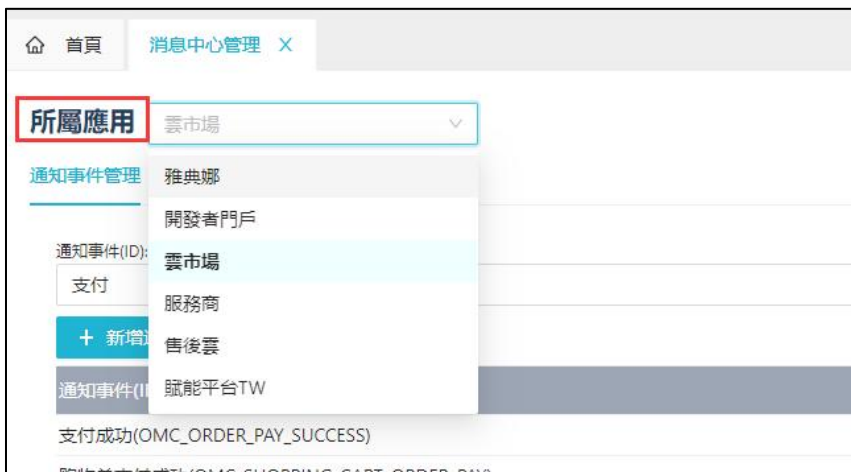 首頁 消息中心管理 X
所屬應用 雲市場
通知事件管理 雅典娜
開發者門戶
通知事件(ID):
雲市場
支付
服務商
+ 新增
售後雲
通知事件(I 賦能平台TW
支付成功(OMC_ORDER_PAY_SUCCESS)